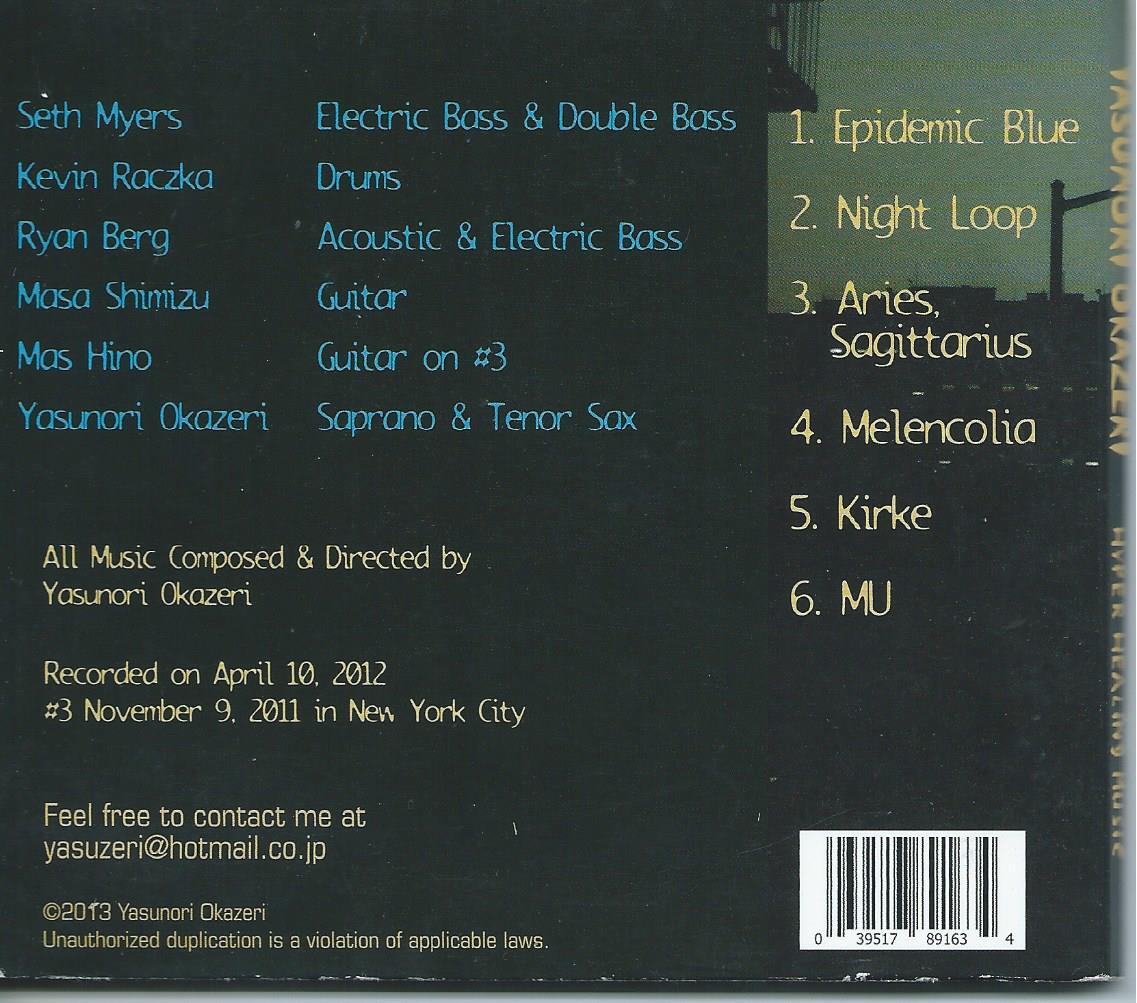 Seth Myers Electric Bass & Double Bass
Kevin Raczka Drums
Ryan Berg Acoustic & Electric Bass
Masa Shimizu Guitar
Mas Hino Guitar on #3
Yasunori Okazeri Saprano & Tenor Sax
All Music Composed & Directed by
Yasunori Okazeri
Recorded on April 10, 2012
#3 November 9, 2011 in New York City
Feel free to contact me at
yasuzeri@hotmail.co.jp
©2013 Yasunori Okazeri
Unauthorized duplication is a violation of applicable laws.
1. Epidemic Blue
2. Night Loop
3. Aries,
Sagittarius
4. Melencolia
5. Kirke
6. MU
0 39517 89163 4
YASUNORI OKAZERI HYPER HEALING MUSIC